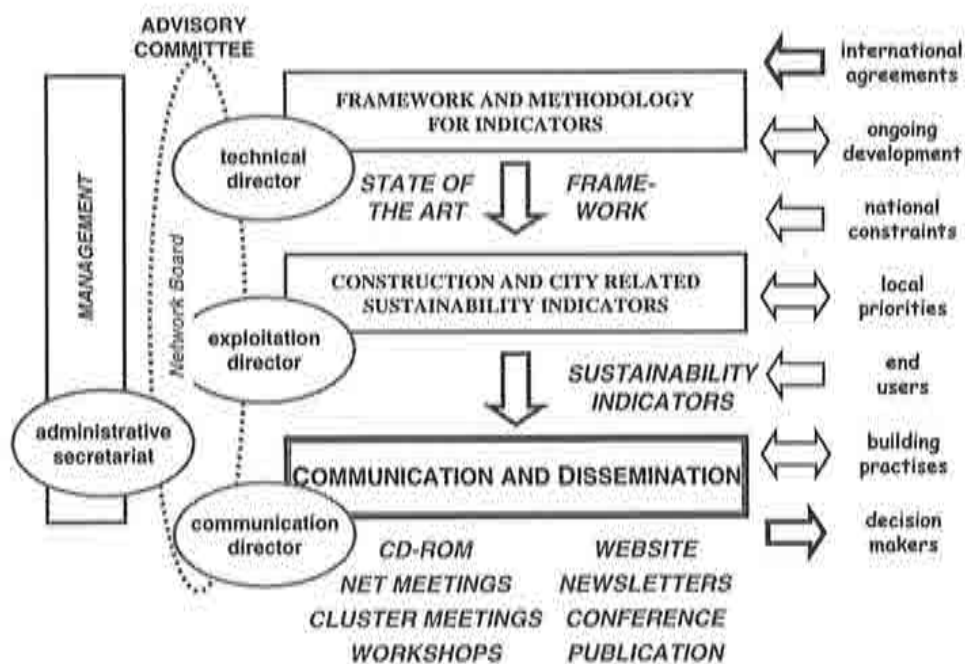 ADVISORY
COMMITTEE
MANAGEMENT
Network Board
administrative
secretariat
technical
director
exploitation
director
communication
director
FRAMEWORK AND METHODOLOGY
FOR INDICATORS
STATE OF
THE ART
FRAME-
WORK
CONSTRUCTION AND CITY RELATED
SUSTAINABILITY INDICATORS
SUSTAINABILITY
INDICATORS
COMMUNICATION AND DISSEMINATION
CD-ROM
NET MEETINGS
CLUSTER MEETINGS
WORKSHOPS
WEBSITE
NEWSLETTERS
CONFERENCE
PUBLICATION
international
agreements
ongoing
development
national
constraints
local
priorities
end
users
building
practises
decision
makers